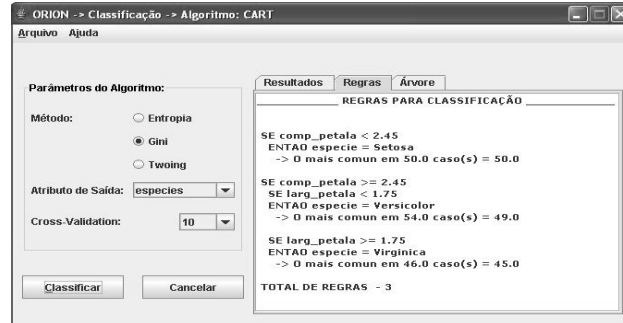 ORION -> Classificação -> Algoritmo: CART
Arquivo Ajuda
Parâmetros do Algoritmo:
Método:
Entropia
Gini
Twoing
Atributo de Saída: especies
Cross-Validation: 10
Classificar Cancelar
Resultados Regras Árvore
REGRAS PARA CLASSIFICAÇÃO
SE comp_petala < 2.45
ENTAO especie = Setosa
-> O mais comun em 50.0 caso(s) = 50.0
SE comp_petala >= 2.45
SE larg_petala < 1.75
ENTAO especie = Versicolor
-> O mais comun em 54.0 caso(s) = 49.0
SE larg_petala >= 1.75
ENTAO especie = Virginica
-> O mais comun em 46.0 caso(s) = 45.0
TOTAL DE REGRAS - 3